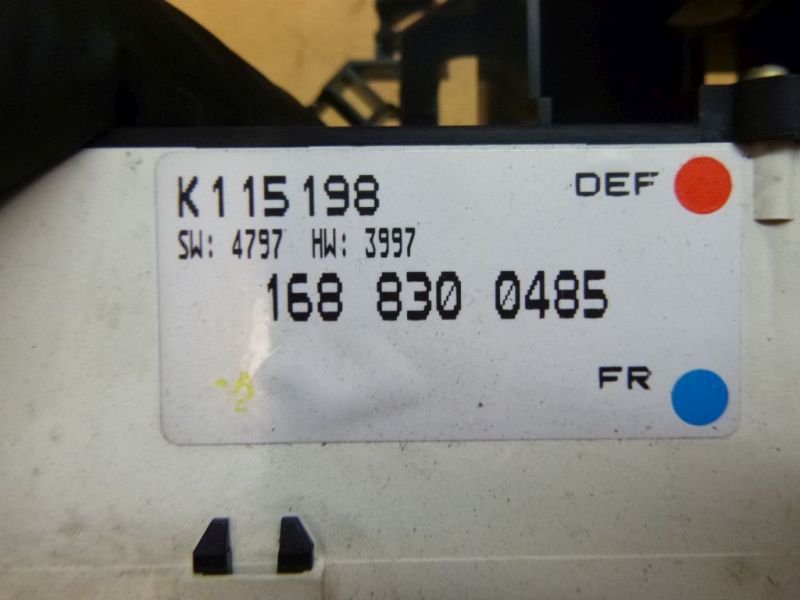 K115198
DEF
SW: 4797 HW: 3997
168 830 0485
FR